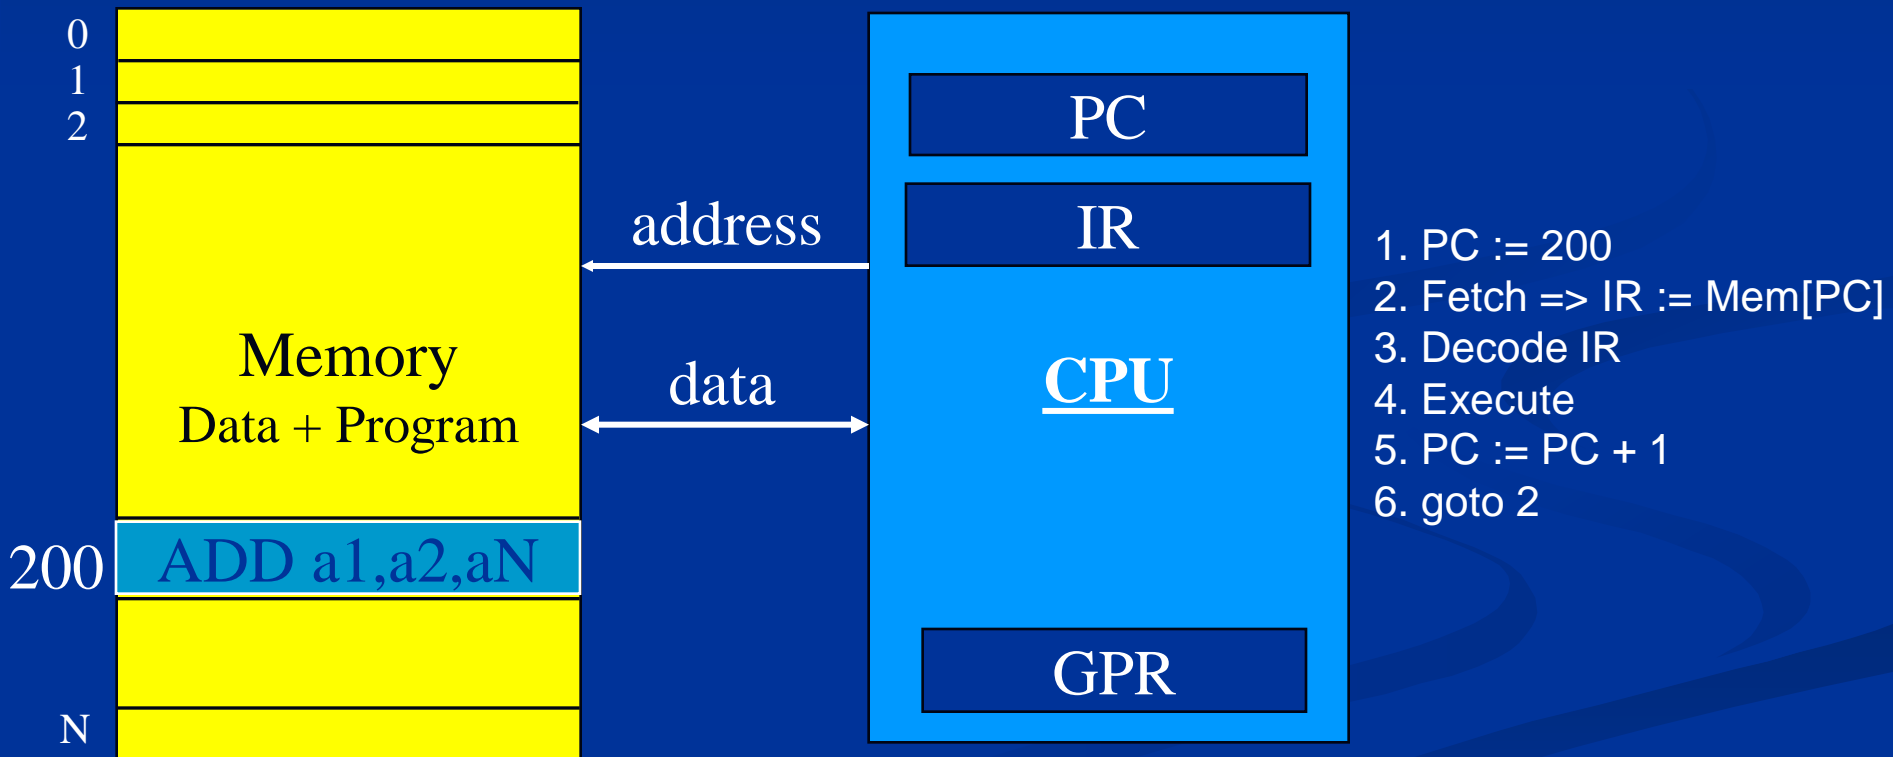 0
1
2
Memory
Data + Program
200
ADD a1,a2,aN
N
address
data
PC
IR
CPU
GPR
1. PC := 200
2. Fetch => IR := Mem[PC]
3. Decode IR
4. Execute
5. PC := PC + 1
6. goto 2